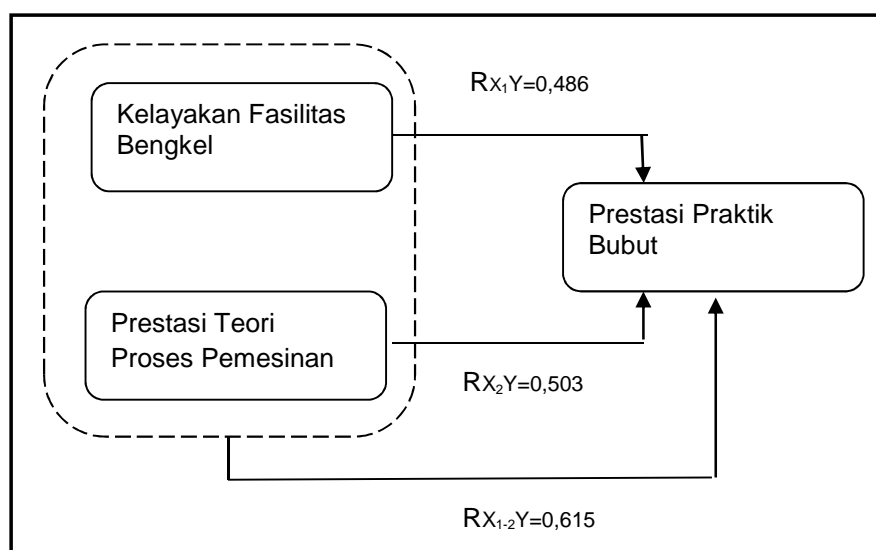 RX₁Y=0,486
Kelayakan Fasilitas
Bengkel
Prestasi Praktik
Bubut
Prestasi Teori
Proses Pemesinan
RX₂Y=0,503
RX₁₋₂Y=0,615